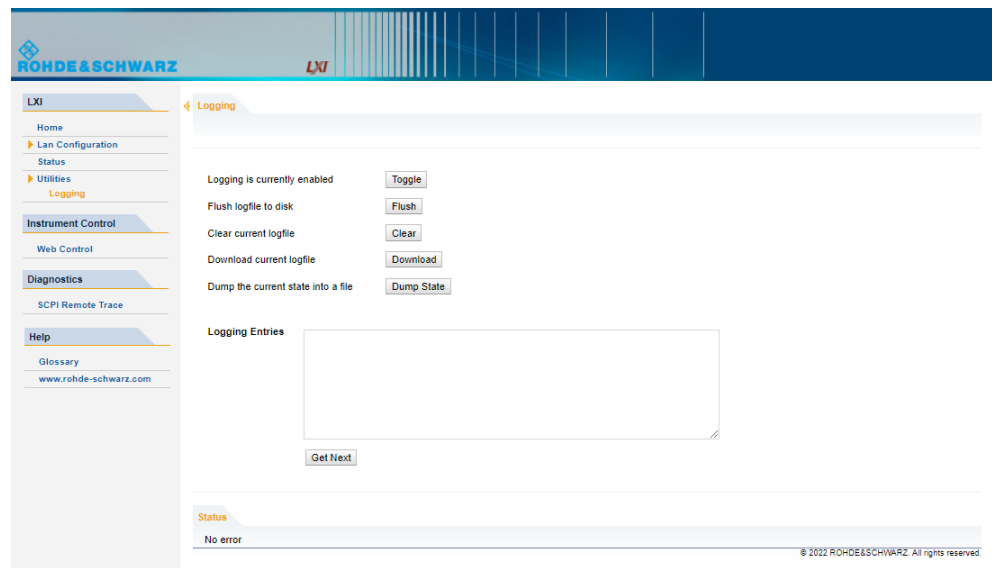 ROHDE&SCHWARZ
LXI
LXI
Home
Lan Configuration
Status
Utilities
Logging
Instrument Control
Web Control
Diagnostics
SCPI Remote Trace
Help
Glossary
www.rohde-schwarz.com
Logging
Logging is currently enabled Toggle
Flush logfile to disk Flush
Clear current logfile Clear
Download current logfile Download
Dump the current state into a file Dump State
Logging Entries
Get Next
Status
No error
© 2022 ROHDE&SCHWARZ. All rights reserved.